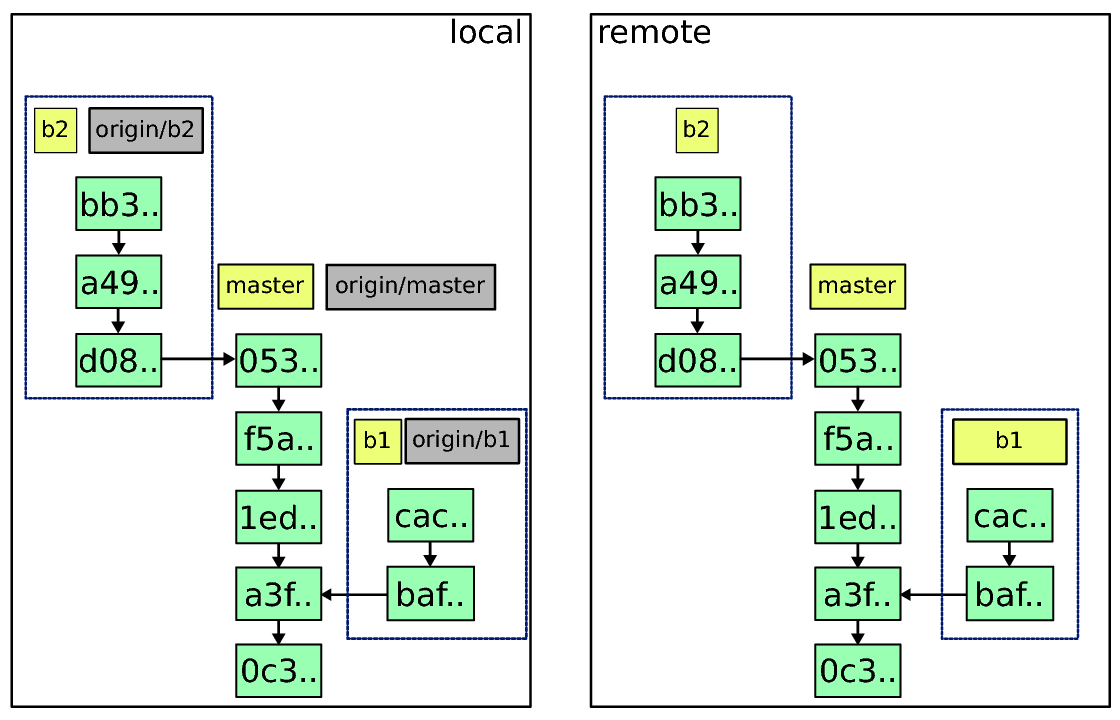 local
b2
origin/b2
bb3..
a49..
master
origin/master
d08..
053..
f5a..
b1
origin/b1
1ed..
cac..
a3f..
baf..
0c3..
remote
b2
bb3..
a49..
master
d08..
053..
f5a..
b1
1ed..
cac..
a3f..
baf..
0c3..